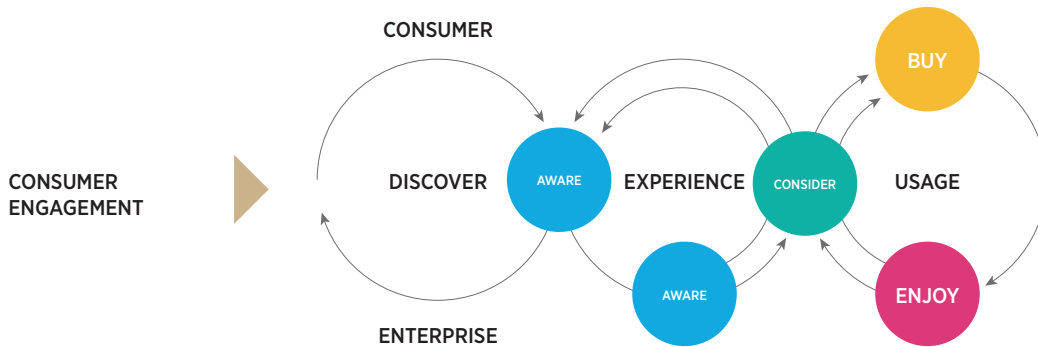 CONSUMER
ENGAGEMENT
CONSUMER
DISCOVER
ENTERPRISE
AWARE
EXPERIENCE
AWARE
CONSIDER
BUY
USAGE
ENJOY